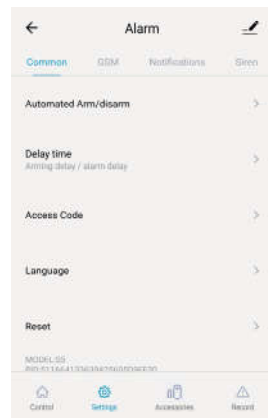 Alarm
Common GSM Notifications Siren
Automated Arm/disarm
Delay time
Arming delay / alarm delay
Access Code
Language
Reset
MODEL:S5
Control Settings Accessories Record